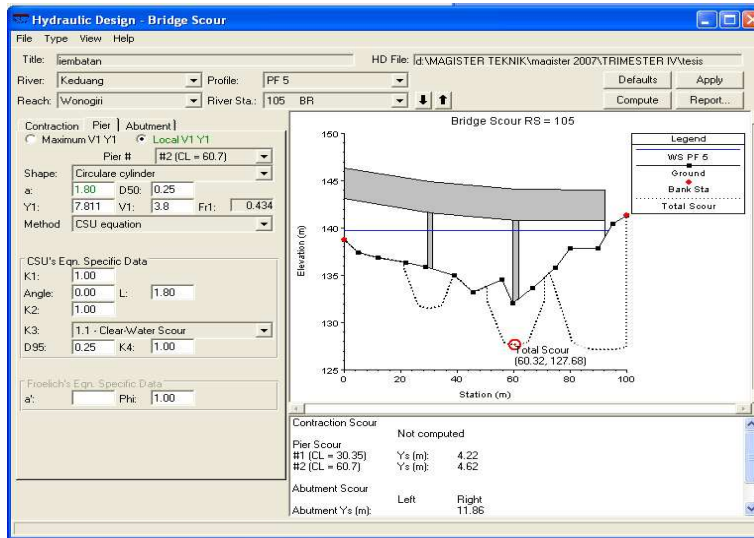 Hydraulic Design - Bridge Scour
File Type View Help
Title: jembatan HD File: d:\MAGISTER TEKNIK\magister 2007\TRIMESTER IV\tesis
River: Keduang Profile: PF 5 Defaults Apply
Reach: Wonogiri River Sta.: 105 BR Compute Report...
Contraction Pier Abutment
Maximum V1 Y1 Local V1 Y1
Pier # #2 (CL = 60.7)
Shape: Circulare cylinder
a: 1.80 D50: 0.25
Y1: 7.811 V1: 3.8 Fr1: 0.434
Method CSU equation
CSU's Eqn. Specific Data
K1: 1.00
Angle: 0.00 L: 1.80
K2: 1.00
K3: 1.1 - Clear-Water Scour
D95: 0.25 K4: 1.00
Froelich's Eqn. Specific Data
a': Phi: 1.00
Bridge Scour RS = 105
Elevation (m)
150
145
140
135
130
125
0 20 40 60 80 100
Station (m)
Total Scour
(60.32, 127.68)
Legend
WS PF 5
Ground
Bank Sta
Total Scour
Contraction Scour
Not computed
Pier Scour
#1 (CL = 30.35) Ys (m): 4.22
#2 (CL = 60.7) Ys (m): 4.62
Abutment Scour
Left Right
Abutment Ys (m): 11.86